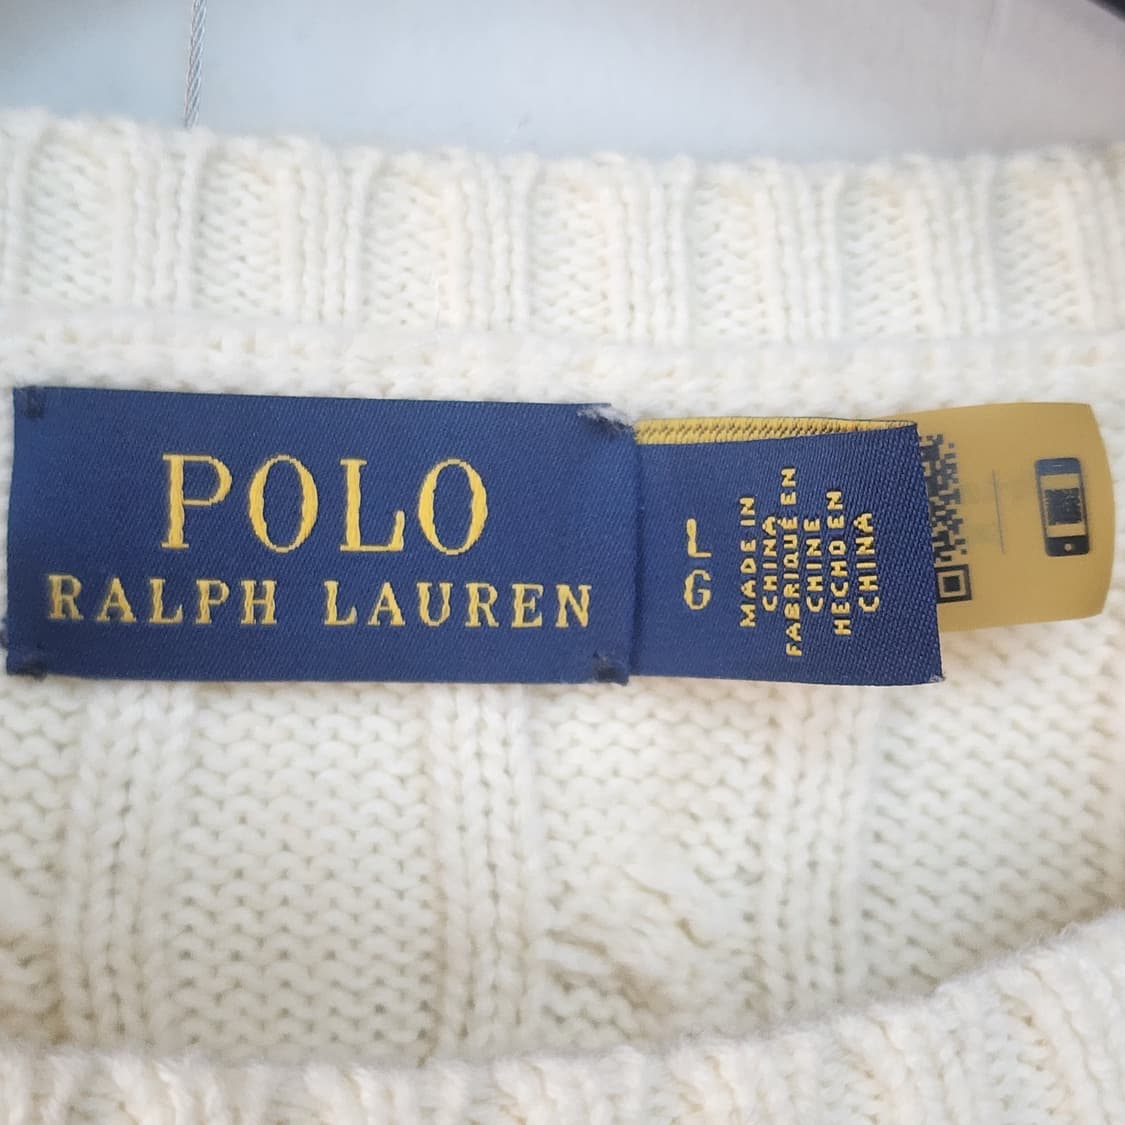 POLO
RALPH LAUREN
L
G
MADE IN
CHINA
FABRIQUÉ EN
CHINE
HECHO EN
CHINA